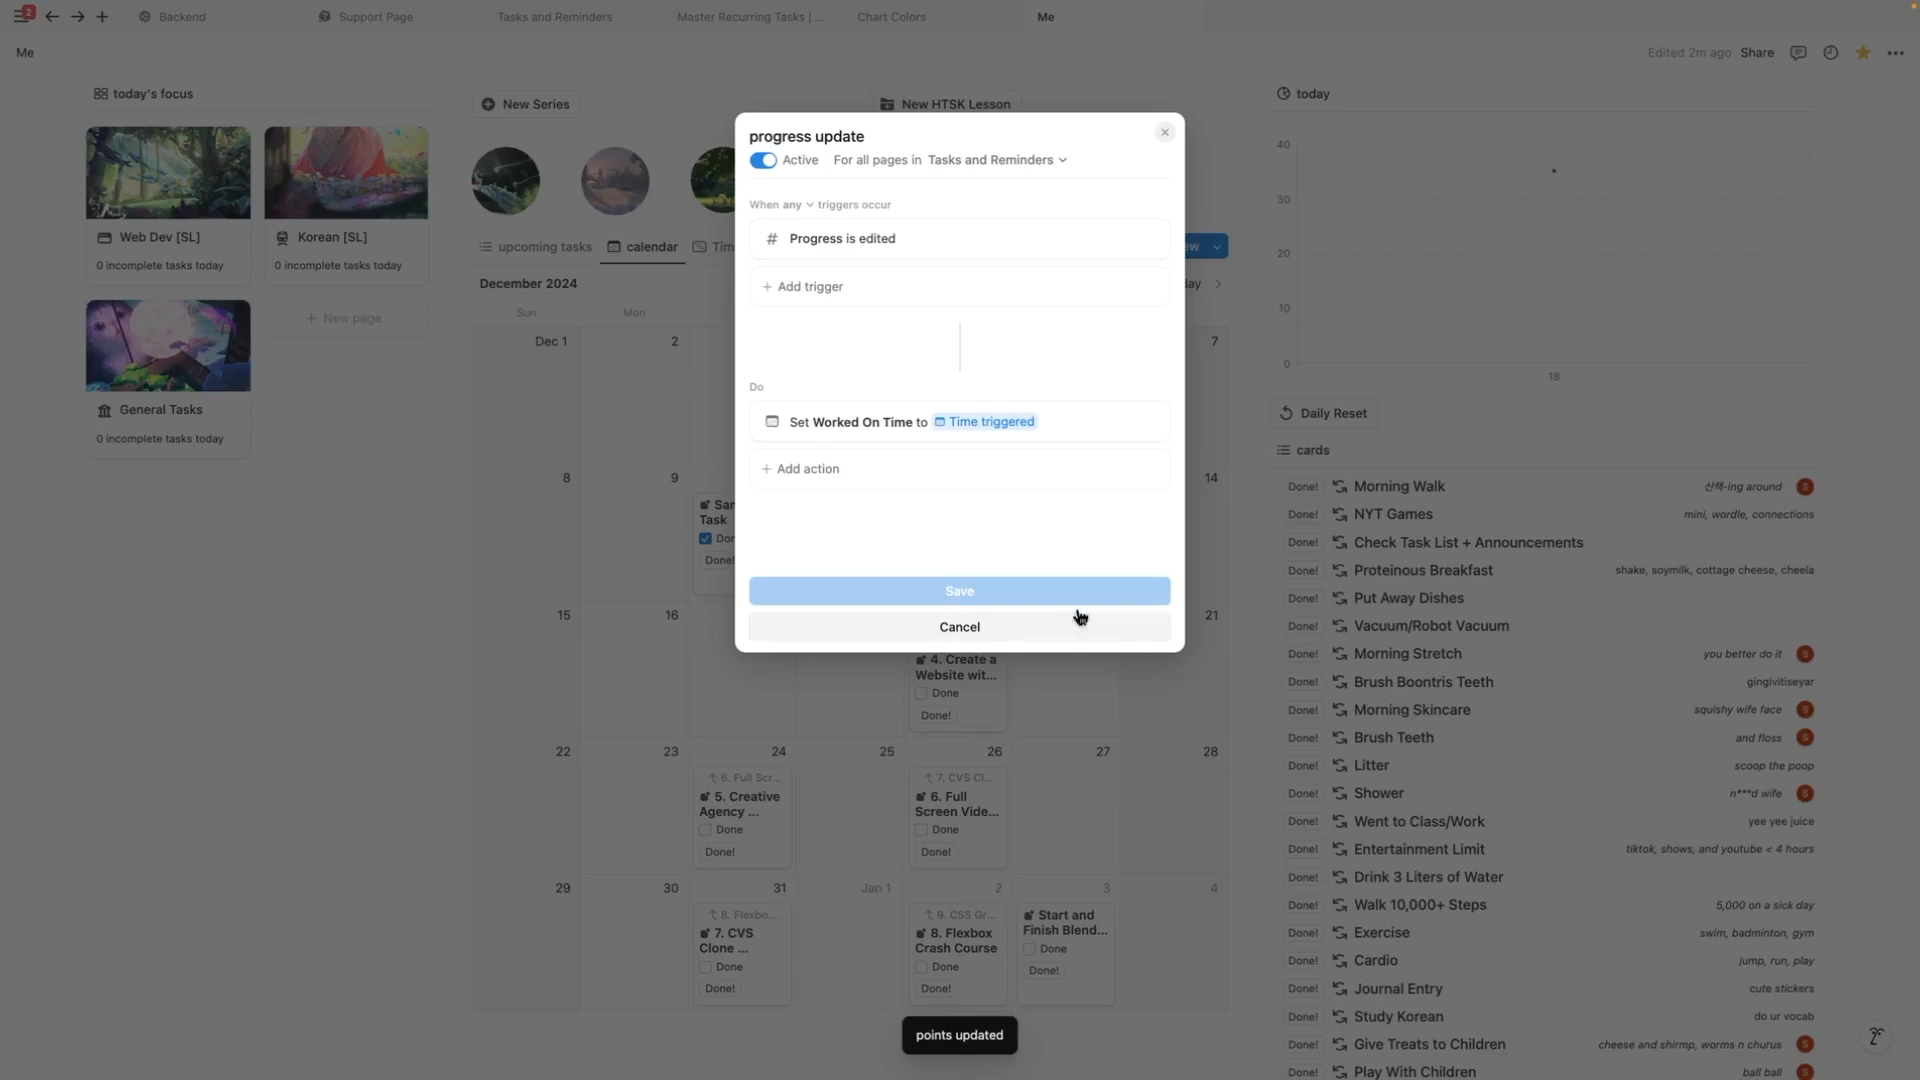 2
Backend
Support Page
Tasks and Reminders
Master Recurring Tasks | ...
Chart Colors
Me
Me
Edited 2m ago
Share
today's focus
Web Dev [SL]
0 incomplete tasks today
Korean [SL]
0 incomplete tasks today
General Tasks
0 incomplete tasks today
+ New page
New Series
New HTSK Lesson
upcoming tasks
calendar
December 2024
Sun
Mon
Dec 1
2
7
8
9
Task
Done!
14
15
16
4. Create a
Website wit...
Done
Done!
21
22
23
24
6. Full Scr...
5. Creative
Agency ...
Done
Done!
25
26
7. CVS Cl...
6. Full
Screen Vide...
Done
Done!
27
28
29
30
31
8. Flexbo...
7. CVS
Clone ...
Done
Done!
Jan 1
2
9. CSS Gr...
8. Flexbox
Crash Course
Done
Done!
3
Start and
Finish Blend...
Done
Done!
4
progress update
Active
For all pages in Tasks and Reminders
When any triggers occur
# Progress is edited
+ Add trigger
Do
Set Worked On Time to Time triggered
+ Add action
Save
Cancel
points updated
today
40
30
20
10
0
18
Daily Reset
cards
Done! Morning Walk 산책-ing around S
Done! NYT Games mini, wordle, connections
Done! Check Task List + Announcements
Done! Proteinous Breakfast shake, soymilk, cottage cheese, cheela
Done! Put Away Dishes
Done! Vacuum/Robot Vacuum
Done! Morning Stretch you better do it S
Done! Brush Boontris Teeth gingivitiseyar
Done! Morning Skincare squishy wife face S
Done! Brush Teeth and floss S
Done! Litter scoop the poop
Done! Shower n***d wife S
Done! Went to Class/Work yee yee juice
Done! Entertainment Limit tiktok, shows, and youtube < 4 hours
Done! Drink 3 Liters of Water
Done! Walk 10,000+ Steps 5,000 on a sick day
Done! Exercise swim, badminton, gym
Done! Cardio jump, run, play
Done! Journal Entry cute stickers
Done! Study Korean do ur vocab
Done! Give Treats to Children cheese and shirmp, worms n churus S
Done! Play With Children ball ball S